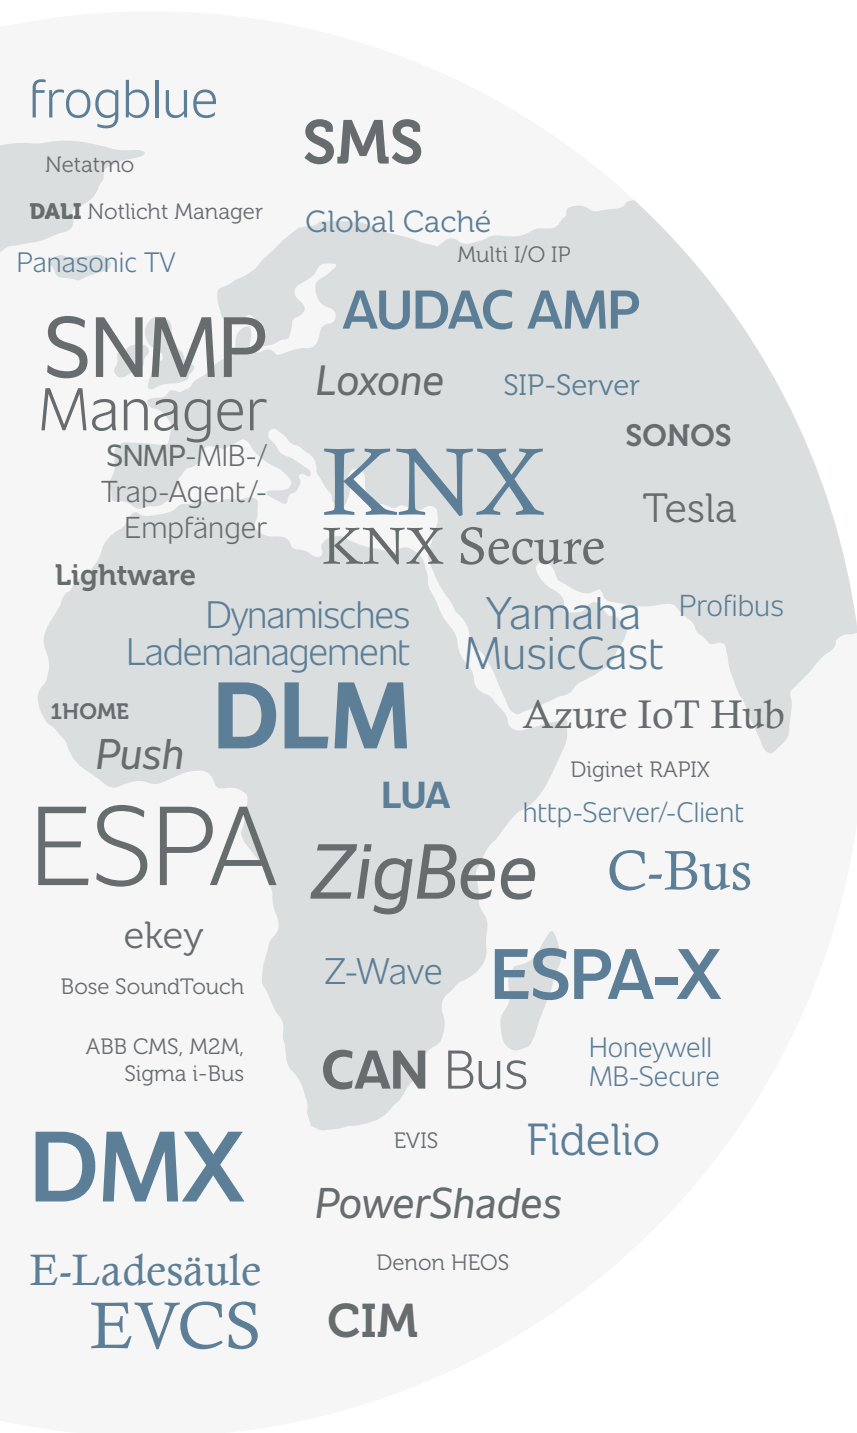 frogblue
SMS
Netatmo
DALI Notlicht Manager
Global Caché
Panasonic TV
Multi I/O IP
AUDAC AMP
SNMP
Manager
Loxone
SIP-Server
SONOS
SNMP-MIB-/
Trap-Agent/-
Empfänger
KNX
KNX Secure
Tesla
Lightware
Dynamisches
Lademanagement
DLM
Yamaha
MusicCast
Profibus
1HOME
Push
Azure IoT Hub
Diginet RAPIX
LUA
http-Server/-Client
ESPA
ZigBee
C-Bus
ekey
Z-Wave
ESPA-X
Bose SoundTouch
ABB CMS, M2M,
Sigma i-Bus
CAN Bus
Honeywell
MB-Secure
DMX
EVIS
Fidelio
PowerShades
E-Ladesäule
EVCS
Denon HEOS
CIM